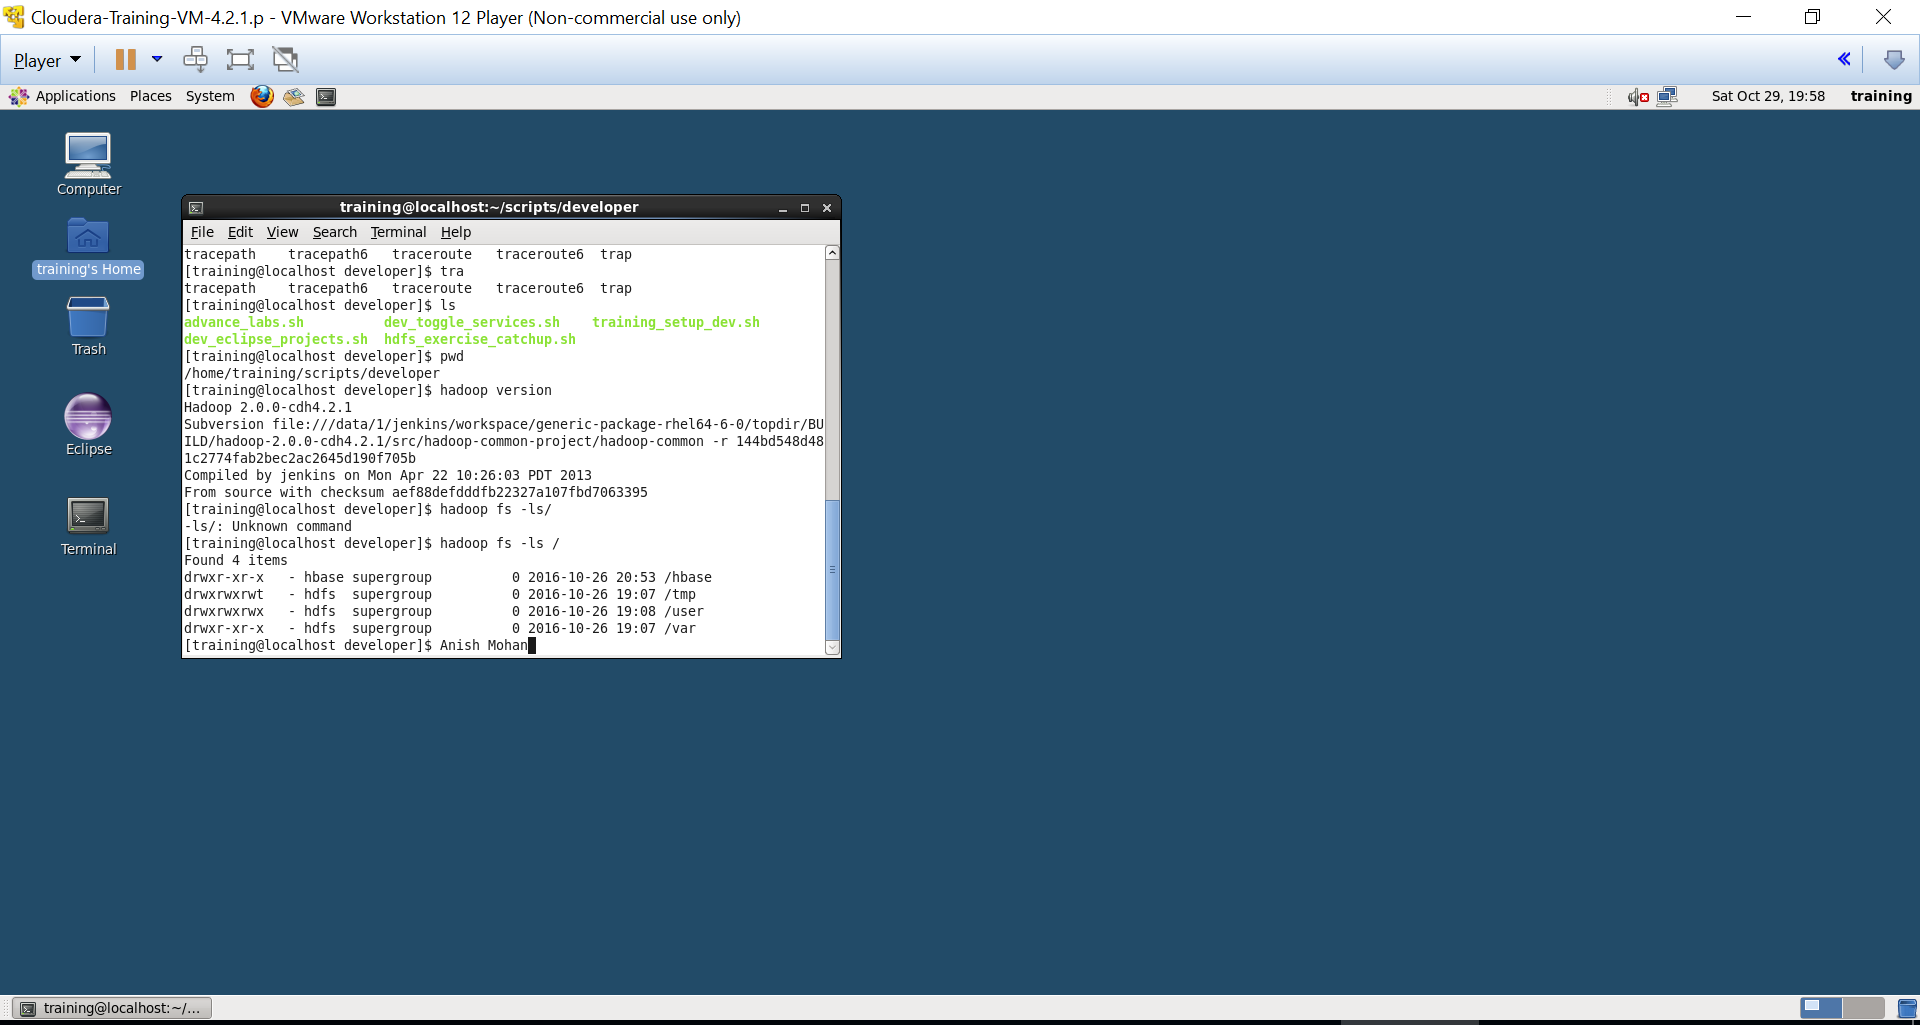 Cloudera-Training-VM-4.2.1.p - VMware Workstation 12 Player (Non-commercial use only)
Player
Applications Places System Sat Oct 29, 19:58 training
Computer
training's Home
Trash
Eclipse
Terminal
training@localhost:~/scripts/developer
File Edit View Search Terminal Help
tracepath    tracepath6   traceroute   traceroute6  trap
[training@localhost developer]$ tra
tracepath    tracepath6   traceroute   traceroute6  trap
[training@localhost developer]$ ls
advance_labs.sh          dev_toggle_services.sh    training_setup_dev.sh
dev_eclipse_projects.sh  hdfs_exercise_catchup.sh
[training@localhost developer]$ pwd
/home/training/scripts/developer
[training@localhost developer]$ hadoop version
Hadoop 2.0.0-cdh4.2.1
Subversion file:///data/1/jenkins/workspace/generic-package-rhel64-6-0/topdir/BU
ILD/hadoop-2.0.0-cdh4.2.1/src/hadoop-common-project/hadoop-common -r 144bd548d48
1c2774fab2bec2ac2645d190f705b
Compiled by jenkins on Mon Apr 22 10:26:03 PDT 2013
From source with checksum aef88defdddfb22327a107fbd7063395
[training@localhost developer]$ hadoop fs -ls/
-ls/: Unknown command
[training@localhost developer]$ hadoop fs -ls /
Found 4 items
drwxr-xr-x   - hbase supergroup          0 2016-10-26 20:53 /hbase
drwxrwxrwt   - hdfs  supergroup          0 2016-10-26 19:07 /tmp
drwxrwxrwx   - hdfs  supergroup          0 2016-10-26 19:08 /user
drwxr-xr-x   - hdfs  supergroup          0 2016-10-26 19:07 /var
[training@localhost developer]$ Anish Mohan
training@localhost:~/...